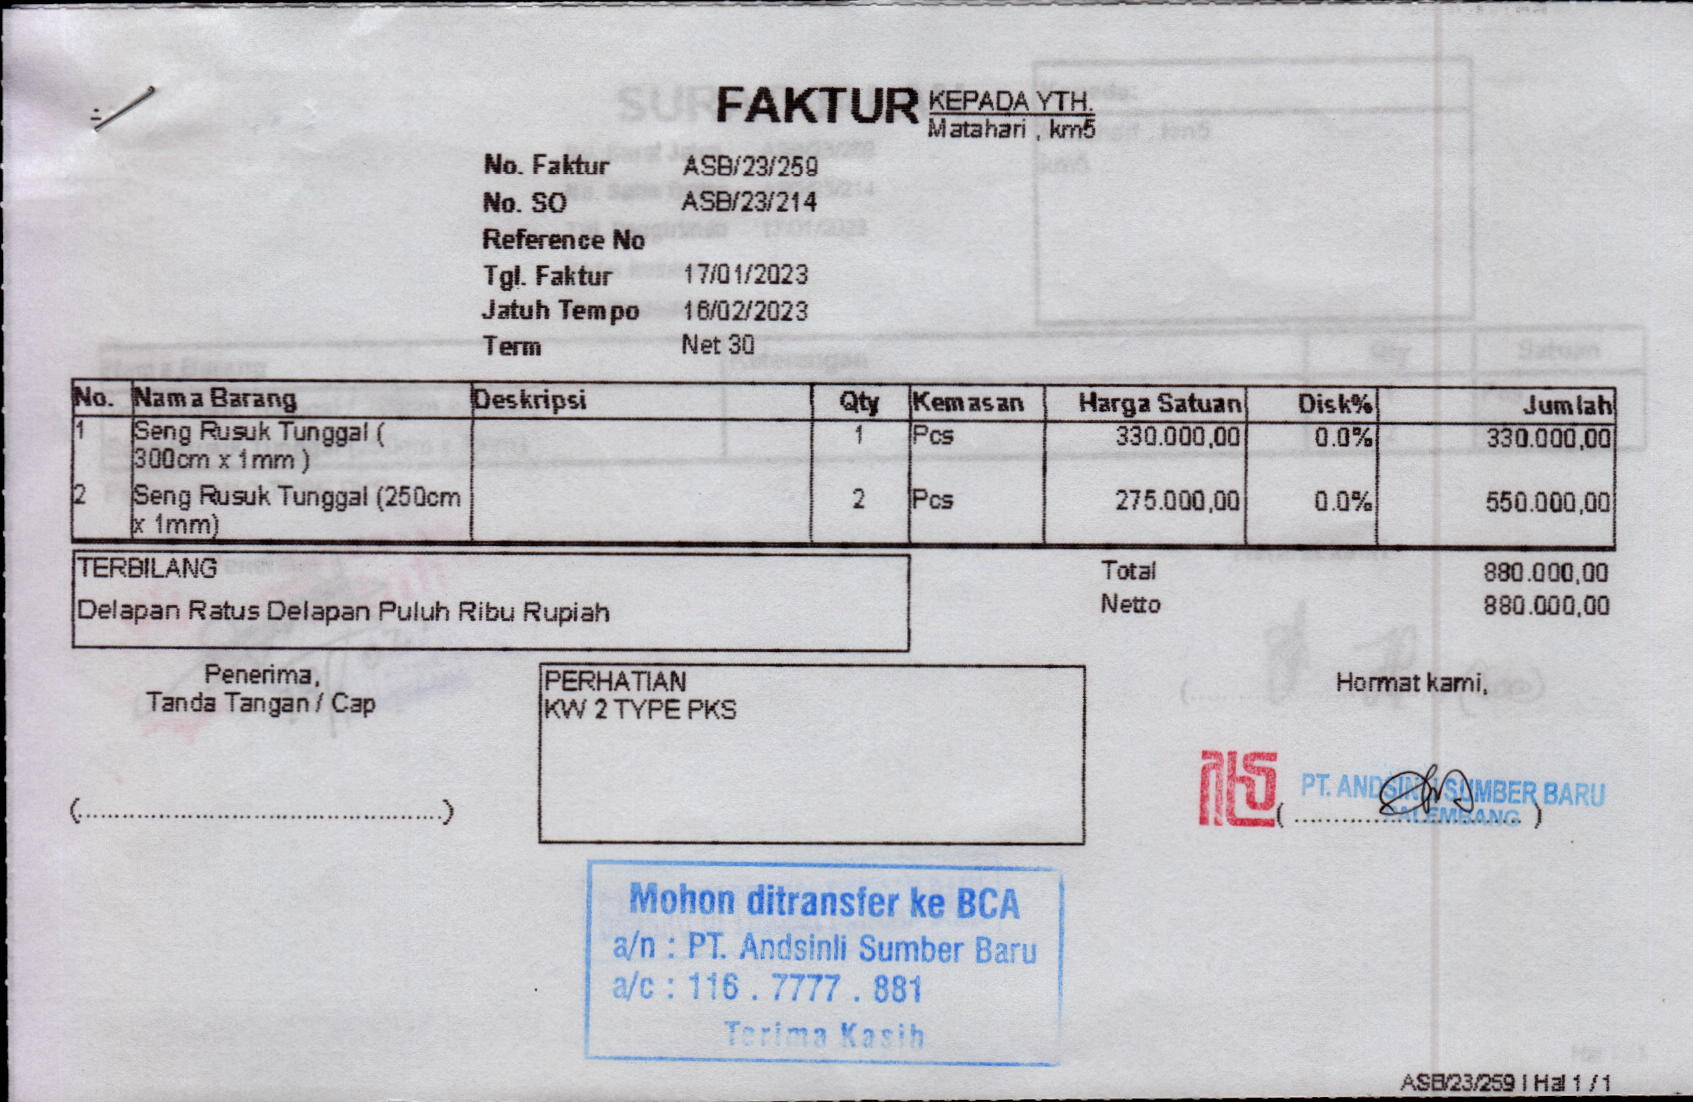 FAKTUR
KEPADA YTH.
Matahari , km5
No. Faktur ASB/23/259
No. SO ASB/23/214
Reference No
Tgl. Faktur 17/01/2023
Jatuh Tempo 16/02/2023
Term Net 30
No. Nama Barang Deskripsi Qty Kemasan Harga Satuan Disk% Jumlah
1 Seng Rusuk Tunggal ( 1 Pcs 330.000,00 0.0% 330.000,00
300cm x 1mm )
2 Seng Rusuk Tunggal (250cm 2 Pcs 275.000,00 0.0% 550.000,00
x 1mm)
TERBILANG
Delapan Ratus Delapan Puluh Ribu Rupiah
Total 880.000,00
Netto 880.000,00
Penerima,
Tanda Tangan / Cap
(...............................................)
PERHATIAN
KW 2 TYPE PKS
Hormat kami,
PT. ANDSINLI SUMBER BARU
PALEMBANG
Mohon ditransfer ke BCA
a/n : PT. Andsinli Sumber Baru
a/c : 116 . 7777 . 881
Terima Kasih
ASB/23/259 | Hal 1 / 1